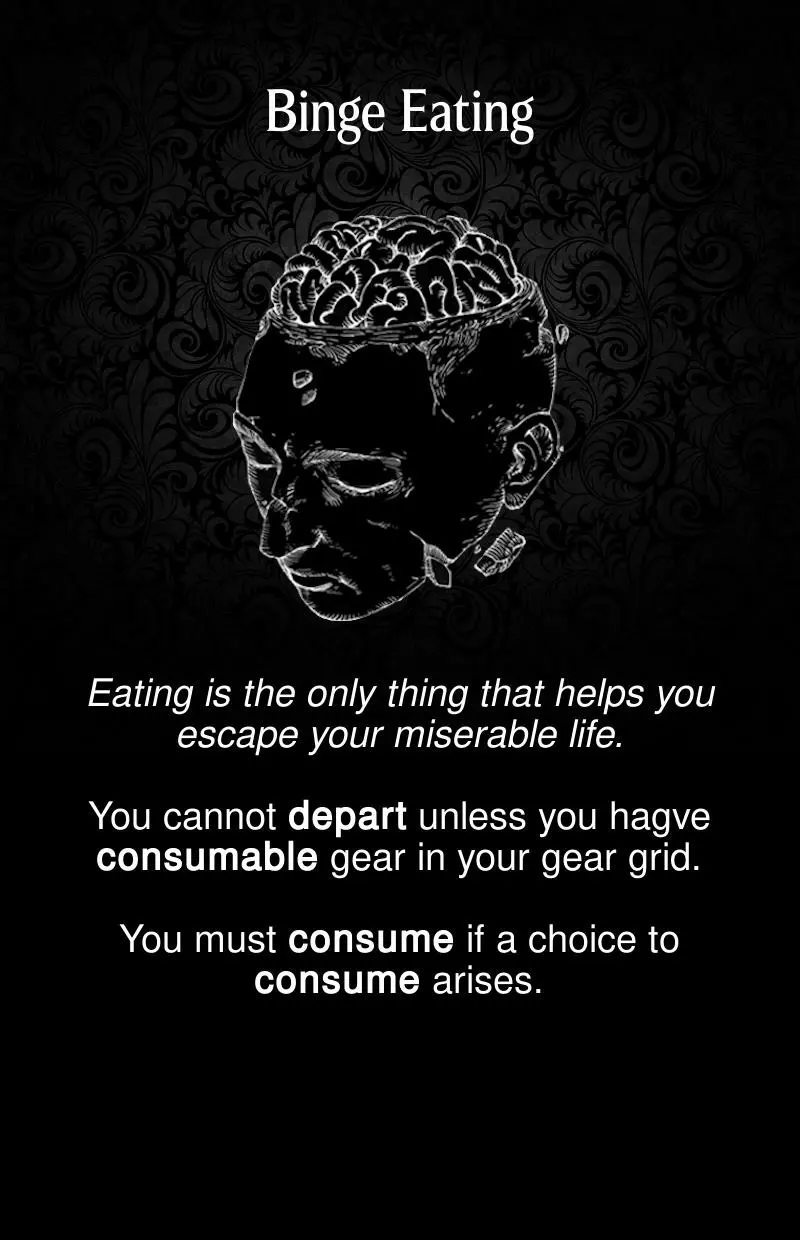 Binge Eating
Eating is the only thing that helps you
escape your miserable life.
You cannot depart unless you hagve
consumable gear in your gear grid.
You must consume if a choice to
consume arises.